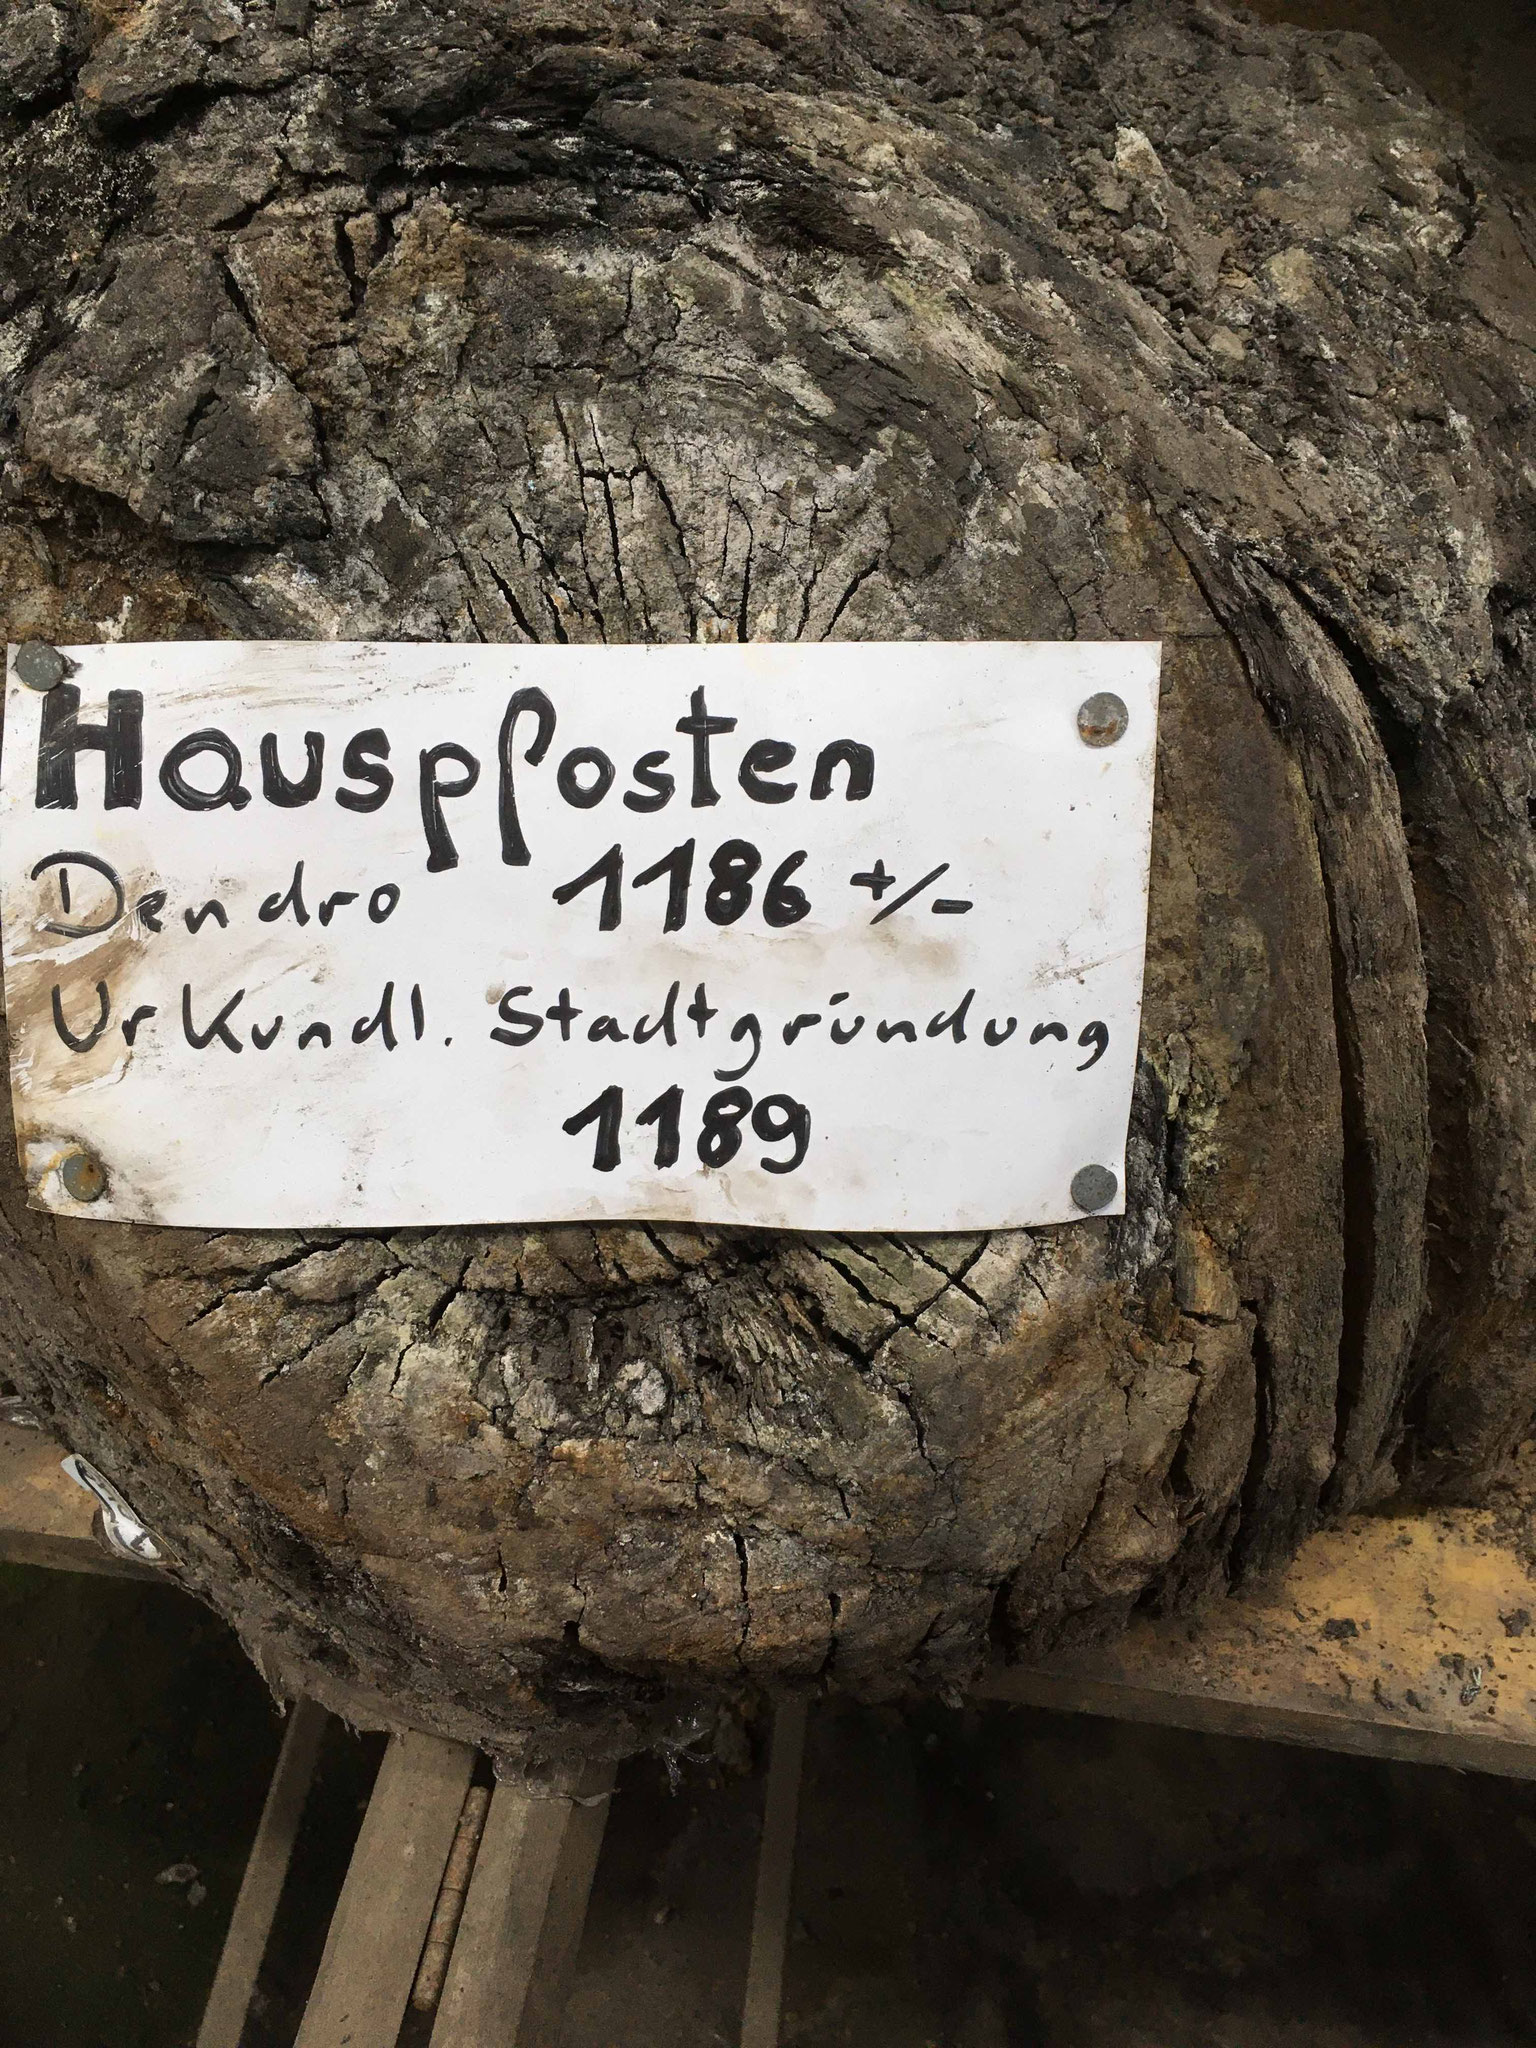 Hauspfosten
Dendro 1186 +/-
Urkundl. Stadtgründung
1189